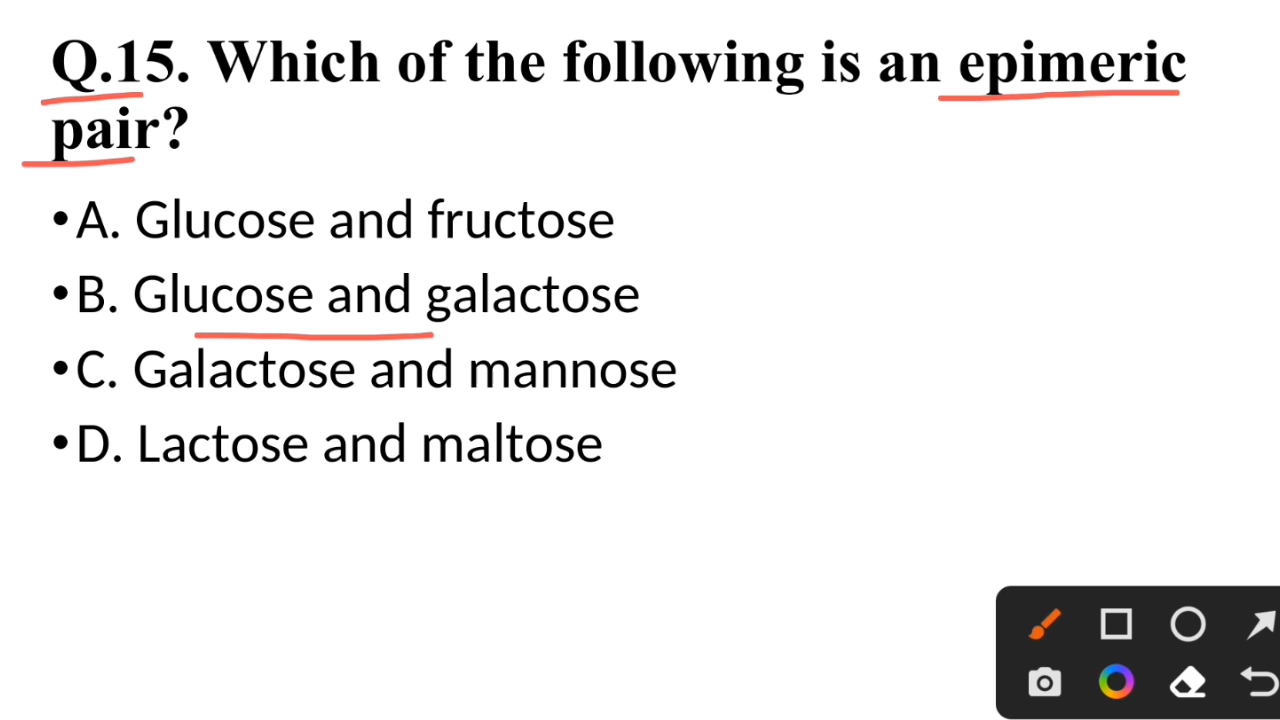 Q.15. Which of the following is an epimeric
pair?
•A. Glucose and fructose
•B. Glucose and galactose
•C. Galactose and mannose
•D. Lactose and maltose